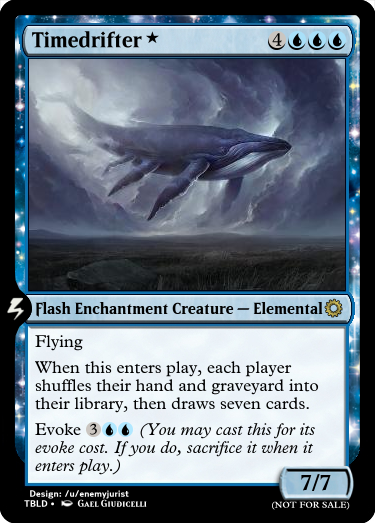 Timedrifter ★ 4
Flash Enchantment Creature — Elemental
Flying
When this enters play, each player
shuffles their hand and graveyard into
their library, then draws seven cards.
Evoke 3 (You may cast this for its
evoke cost. If you do, sacrifice it when it
enters play.)
7/7
Design: /u/enemyjurist
TBLD • Gael Giudicelli
(NOT FOR SALE)